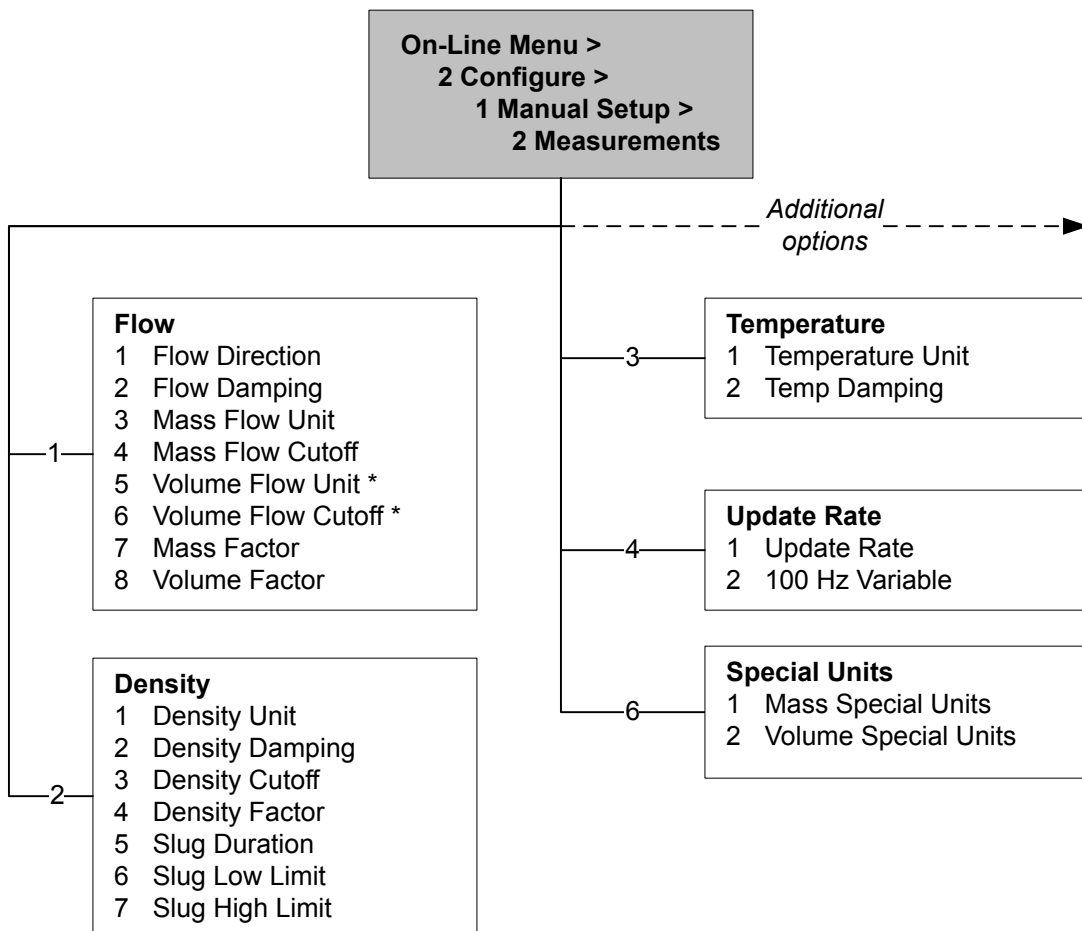 On-Line Menu >
2 Configure >
1 Manual Setup >
2 Measurements
Additional
options
1
Flow
1 Flow Direction
2 Flow Damping
3 Mass Flow Unit
4 Mass Flow Cutoff
5 Volume Flow Unit *
6 Volume Flow Cutoff *
7 Mass Factor
8 Volume Factor
2
Density
1 Density Unit
2 Density Damping
3 Density Cutoff
4 Density Factor
5 Slug Duration
6 Slug Low Limit
7 Slug High Limit
3
Temperature
1 Temperature Unit
2 Temp Damping
4
Update Rate
1 Update Rate
2 100 Hz Variable
6
Special Units
1 Mass Special Units
2 Volume Special Units